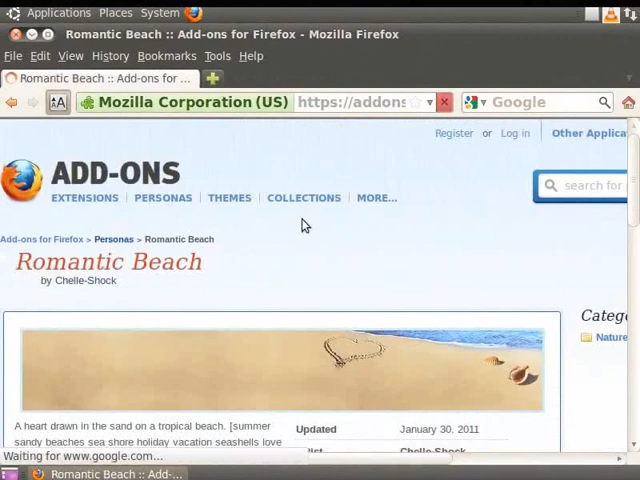 Applications Places System
Romantic Beach :: Add-ons for Firefox - Mozilla Firefox
File Edit View History Bookmarks Tools Help
Romantic Beach :: Add-ons for ...
Mozilla Corporation (US) https://addons Google
Register or Log in Other Applica
ADD-ONS
search for
EXTENSIONS PERSONAS THEMES COLLECTIONS MORE...
Add-ons for Firefox > Personas > Romantic Beach
Romantic Beach
by Chelle-Shock
Catego
Nature
A heart drawn in the sand on a tropical beach. [summer
sandy beaches sea shore holiday vacation seashells love
Updated January 30, 2011
Chelle-Shock
Waiting for www.google.com...
Romantic Beach :: Add-...